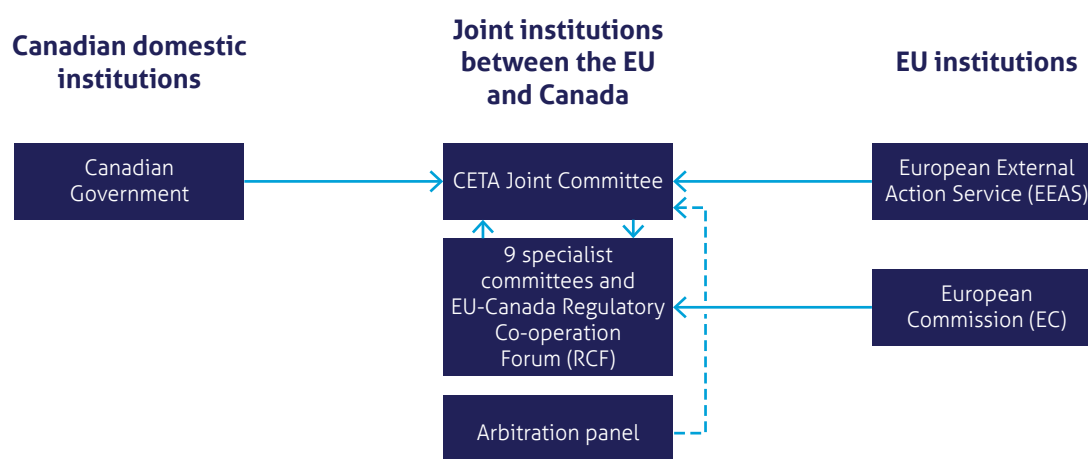 Canadian domestic
institutions
Joint institutions
between the EU
and Canada
EU institutions
Canadian
Government
CETA Joint Committee
European External
Action Service (EEAS)
9 specialist
committees and
EU-Canada Regulatory
Co-operation
Forum (RCF)
European
Commission (EC)
Arbitration panel